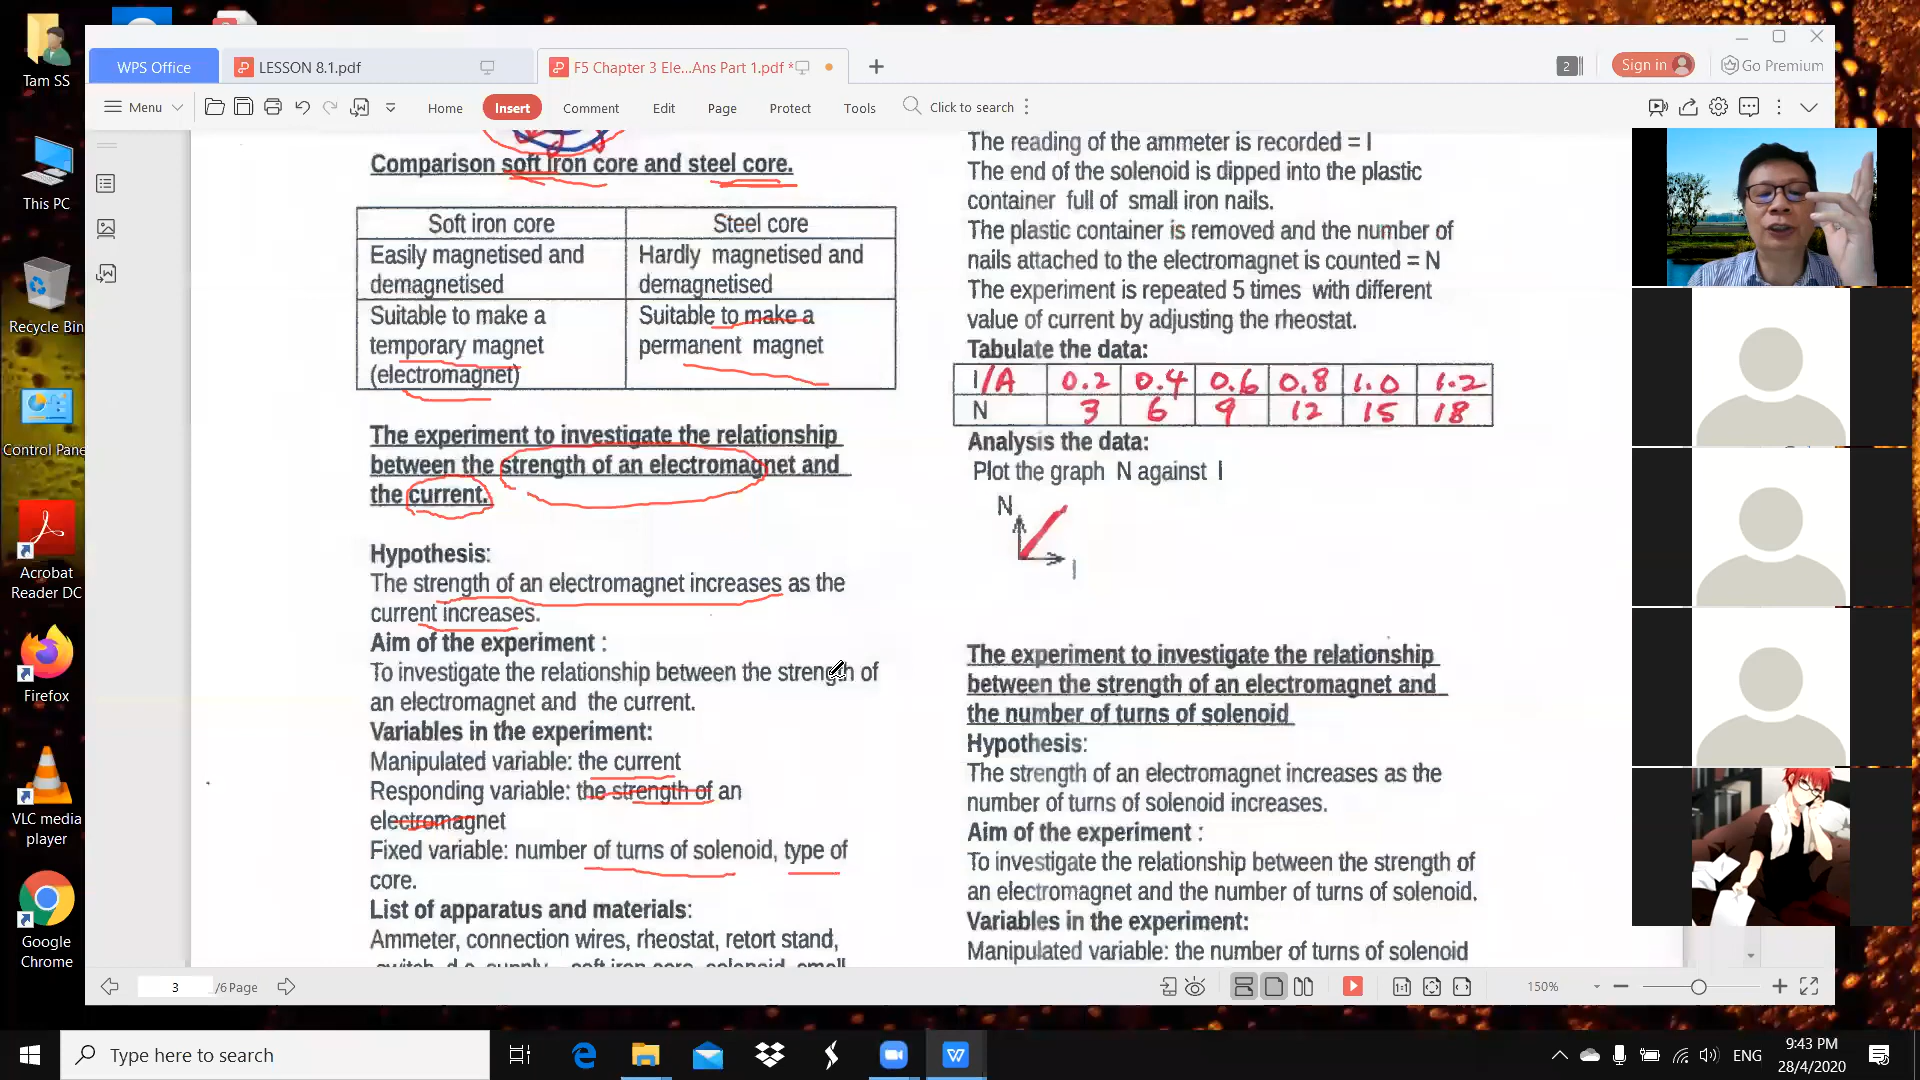 Tam SS
This PC
Recycle Bin
Control Pane
Acrobat
Reader DC
Firefox
VLC media
player
Google
Chrome
WPS Office
LESSON 8.1.pdf
F5 Chapter 3 Ele...Ans Part 1.pdf *
2
Sign in
Go Premium
Menu
Home
Insert
Comment
Edit
Page
Protect
Tools
Click to search
Comparison soft iron core and steel core.
Soft iron core
Steel core
Easily magnetised and
demagnetised
Hardly magnetised and
demagnetised
Suitable to make a
temporary magnet
(electromagnet)
Suitable to make a
permanent magnet
The experiment to investigate the relationship
between the strength of an electromagnet and
the current.
Hypothesis:
The strength of an electromagnet increases as the
current increases.
Aim of the experiment :
To investigate the relationship between the strength of
an electromagnet and the current.
Variables in the experiment:
Manipulated variable: the current
Responding variable: the strength of an
electromagnet
Fixed variable: number of turns of solenoid, type of
core.
List of apparatus and materials:
Ammeter, connection wires, rheostat, retort stand,
switch, d.c. supply, soft iron core, solenoid, small
The reading of the ammeter is recorded = I
The end of the solenoid is dipped into the plastic
container full of small iron nails.
The plastic container is removed and the number of
nails attached to the electromagnet is counted = N
The experiment is repeated 5 times with different
value of current by adjusting the rheostat.
Tabulate the data:
I/A 0.2 0.4 0.6 0.8 1.0 1.2
N 3 6 9 12 15 18
Analysis the data:
Plot the graph N against I
N
I
The experiment to investigate the relationship
between the strength of an electromagnet and
the number of turns of solenoid
Hypothesis:
The strength of an electromagnet increases as the
number of turns of solenoid increases.
Aim of the experiment :
To investigate the relationship between the strength of
an electromagnet and the number of turns of solenoid.
Variables in the experiment:
Manipulated variable: the number of turns of solenoid
3
/6Page
150%
Type here to search
ENG
9:43 PM
28/4/2020